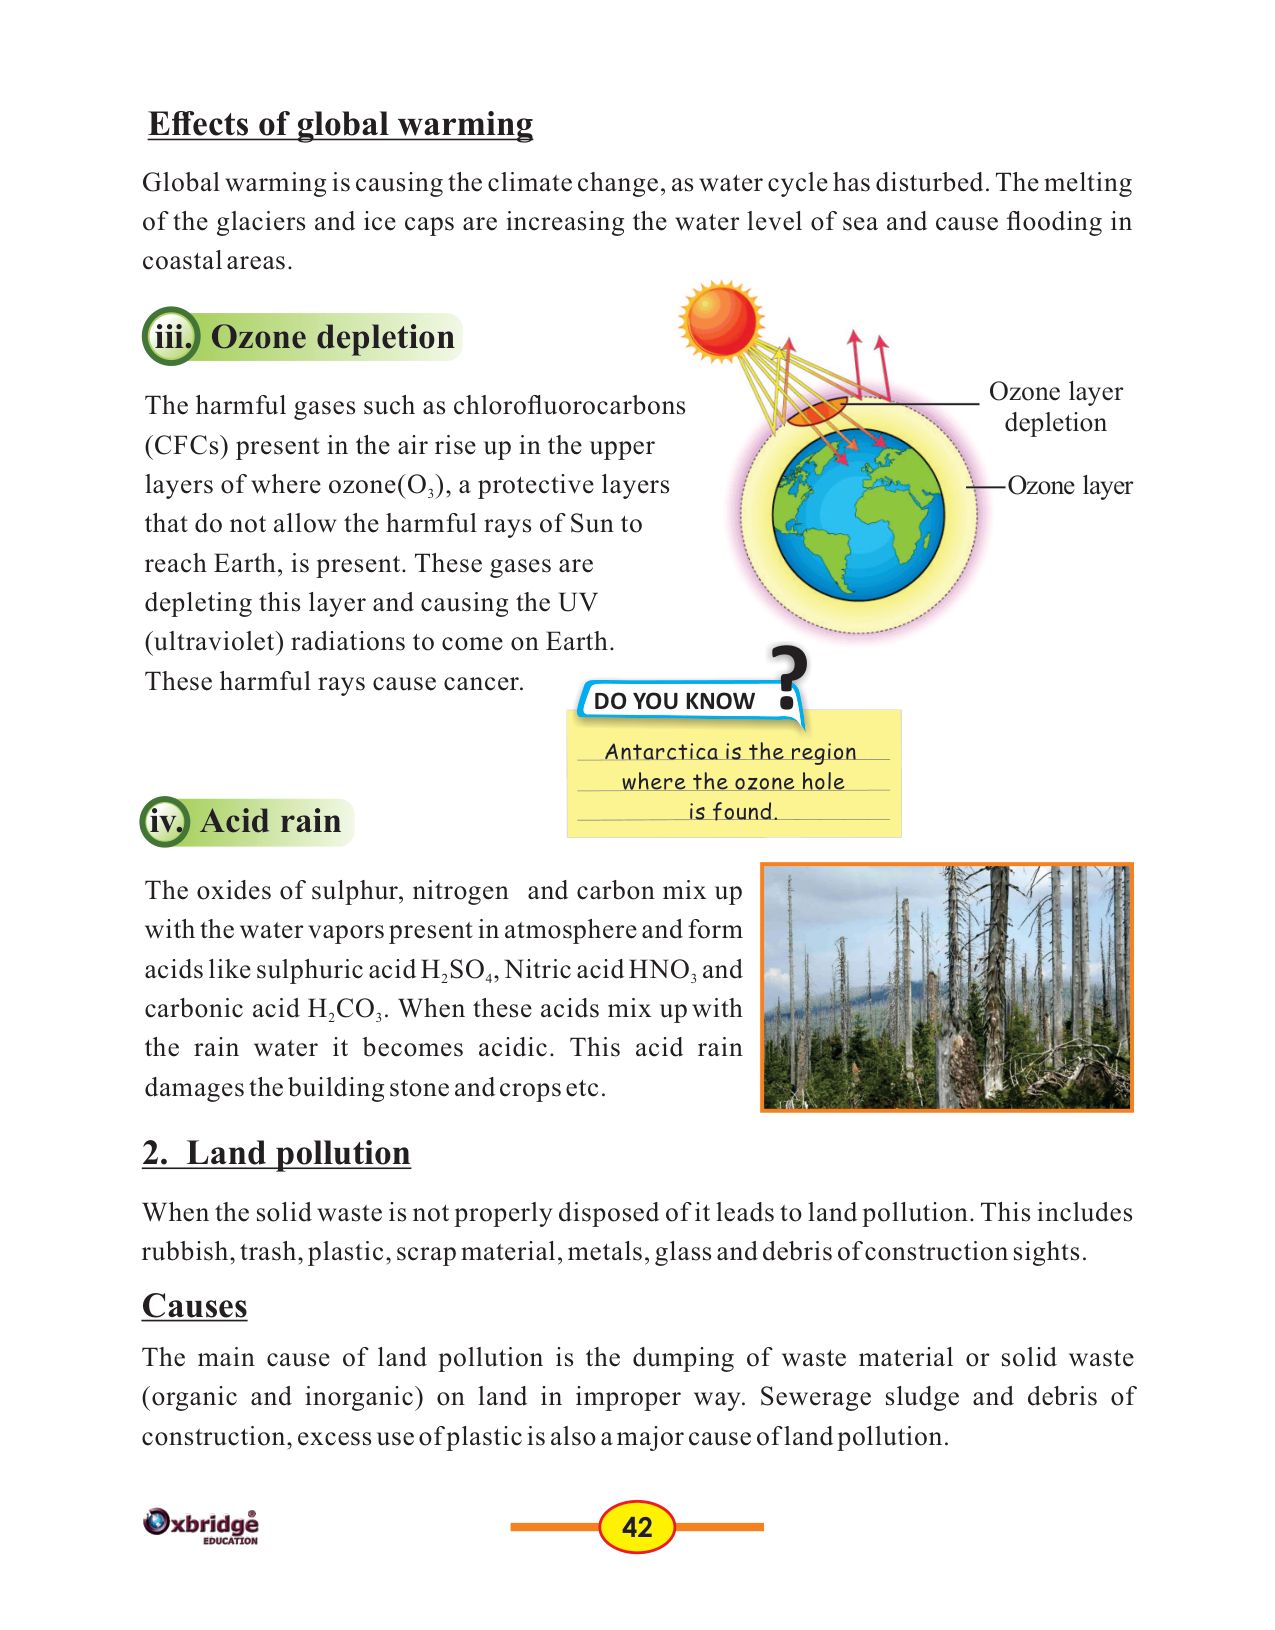 Effects of global warming
Global warming is causing the climate change, as water cycle has disturbed. The melting
of the glaciers and ice caps are increasing the water level of sea and cause flooding in
coastal areas.
iii. Ozone depletion
The harmful gases such as chlorofluorocarbons
(CFCs) present in the air rise up in the upper
layers of where ozone(O₃), a protective layers
that do not allow the harmful rays of Sun to
reach Earth, is present. These gases are
depleting this layer and causing the UV
(ultraviolet) radiations to come on Earth.
These harmful rays cause cancer.
Ozone layer
depletion
Ozone layer
DO YOU KNOW ?
Antarctica is the region
where the ozone hole
is found.
iv. Acid rain
The oxides of sulphur, nitrogen and carbon mix up
with the water vapors present in atmosphere and form
acids like sulphuric acid H₂SO₄, Nitric acid HNO₃ and
carbonic acid H₂CO₃. When these acids mix up with
the rain water it becomes acidic. This acid rain
damages the building stone and crops etc.
2. Land pollution
When the solid waste is not properly disposed of it leads to land pollution. This includes
rubbish, trash, plastic, scrap material, metals, glass and debris of construction sights.
Causes
The main cause of land pollution is the dumping of waste material or solid waste
(organic and inorganic) on land in improper way. Sewerage sludge and debris of
construction, excess use of plastic is also a major cause of land pollution.
Oxbridge®
EDUCATION
42